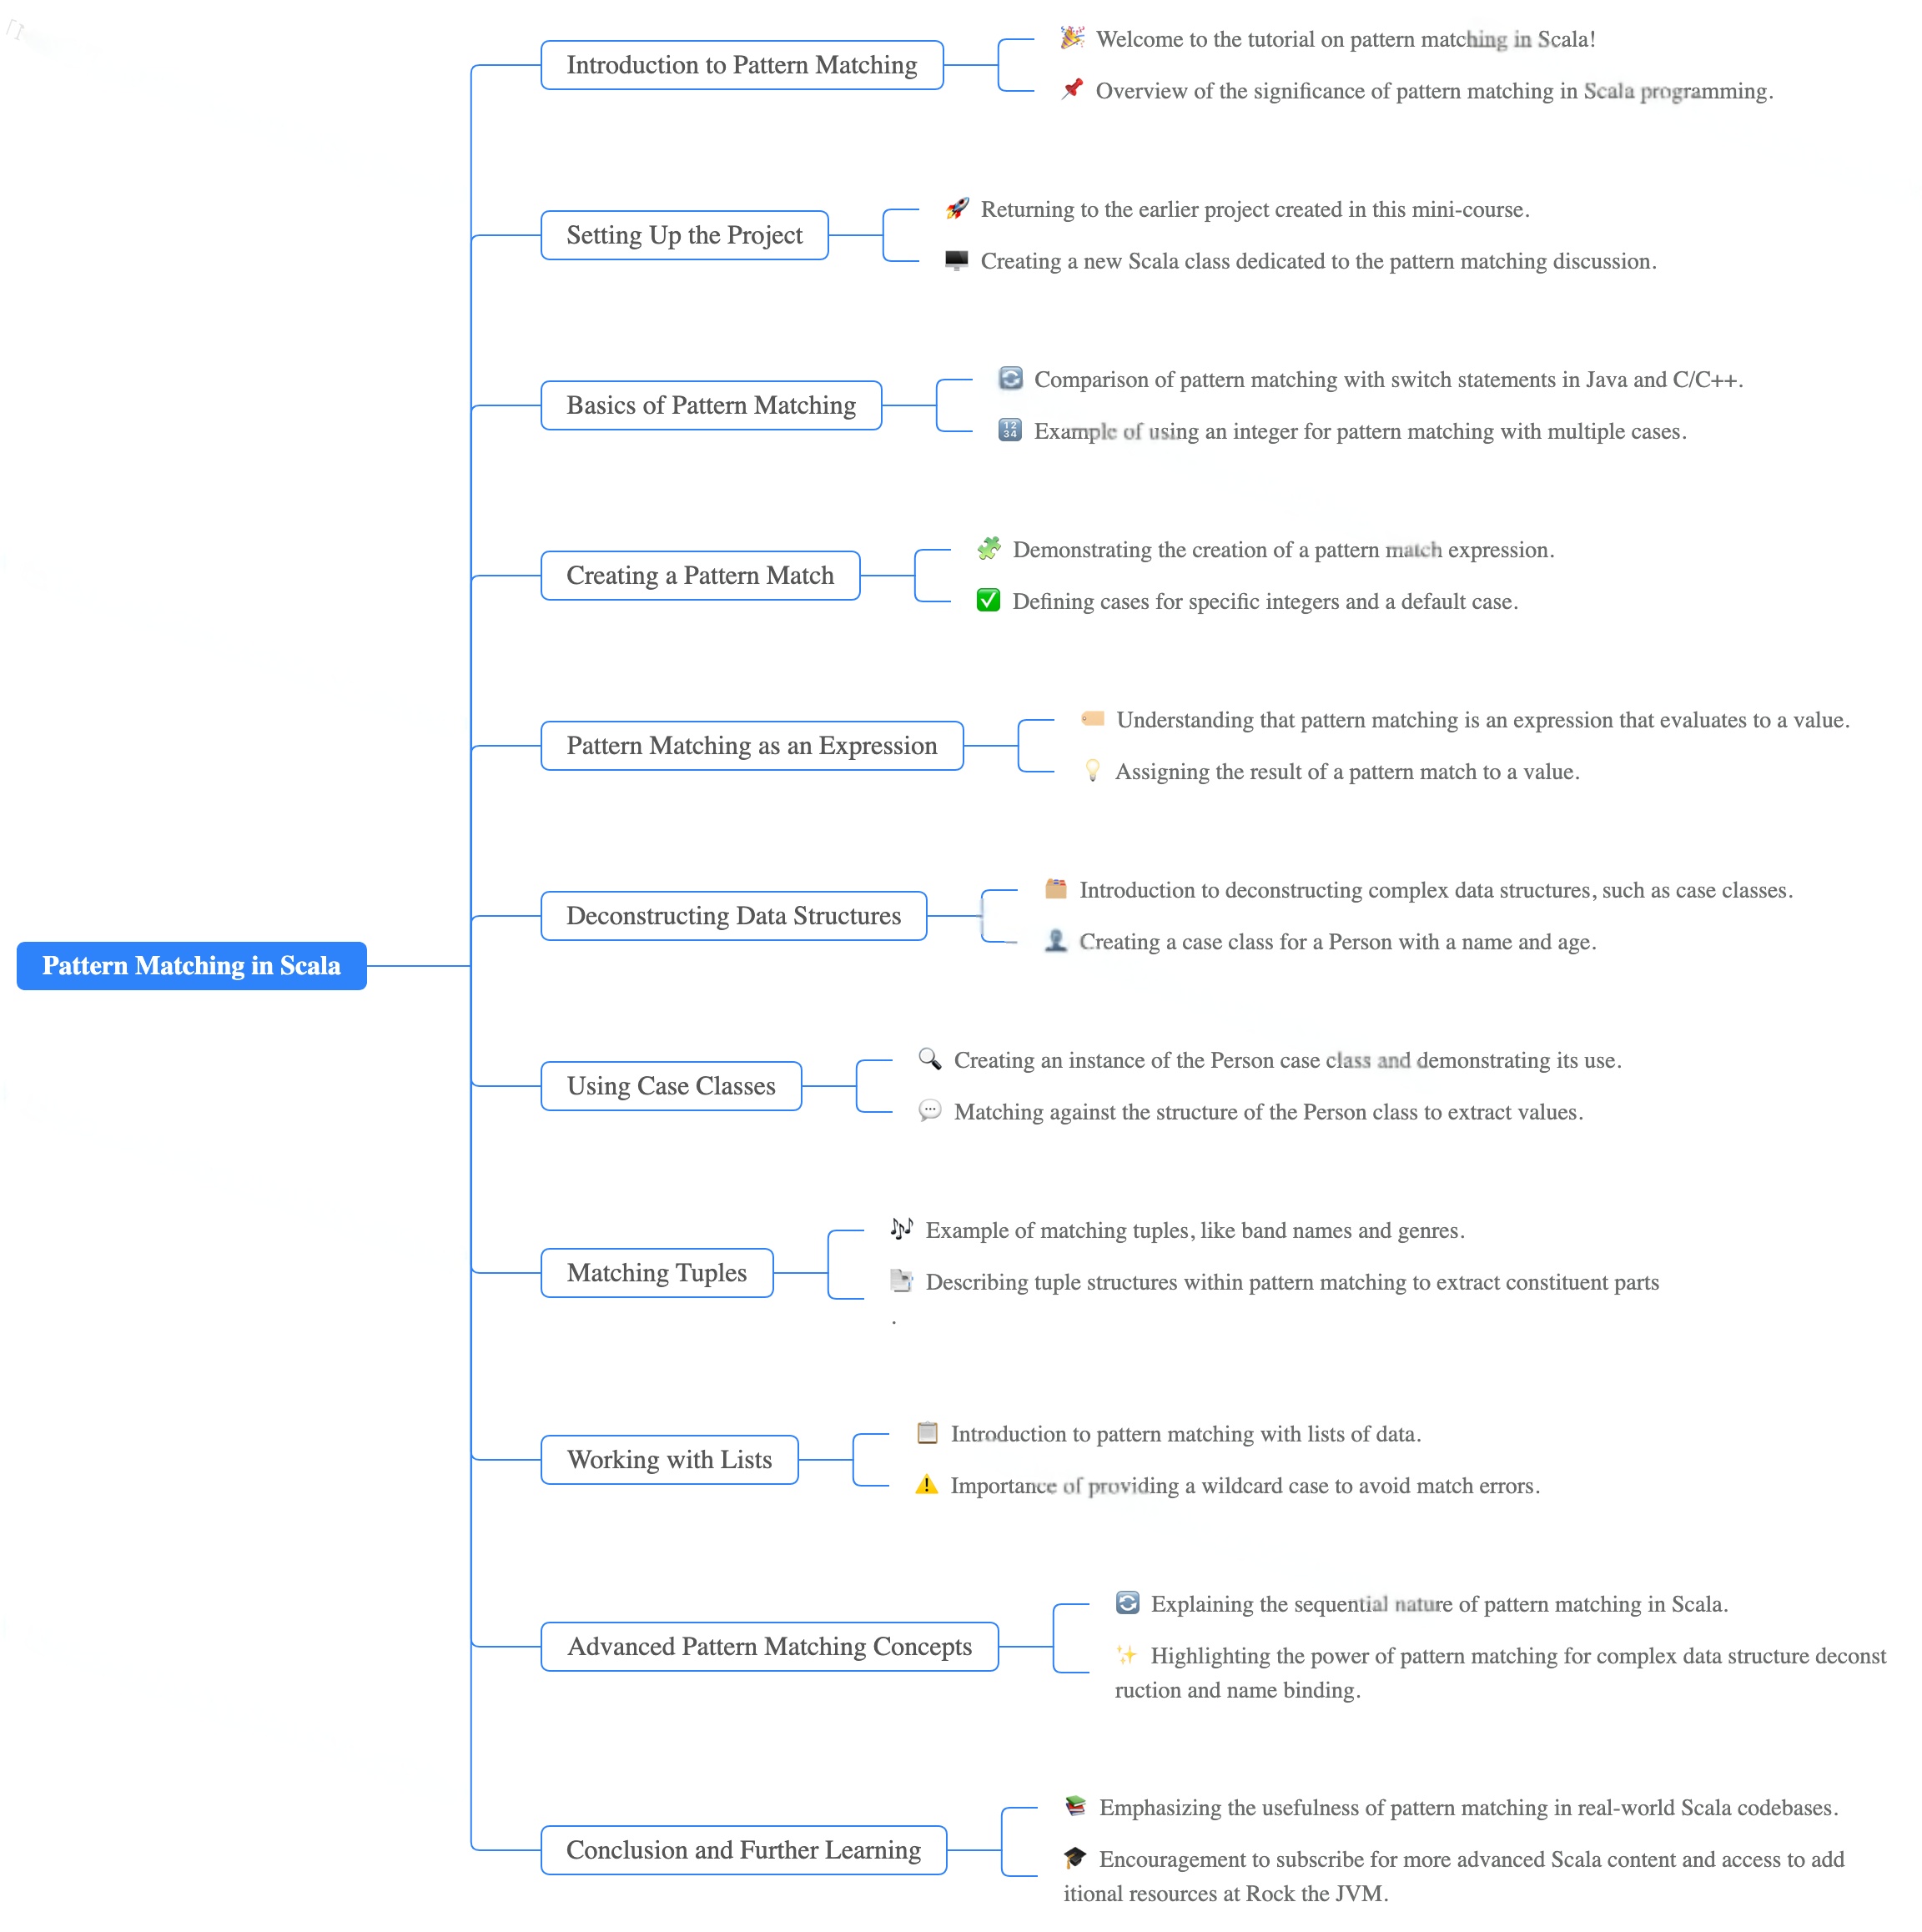 Introduction to Pattern Matching
🎉 Welcome to the tutorial on pattern matching in Scala!
📌 Overview of the significance of pattern matching in Scala programming.
Setting Up the Project
🚀 Returning to the earlier project created in this mini-course.
🖥️ Creating a new Scala class dedicated to the pattern matching discussion.
Basics of Pattern Matching
🔄 Comparison of pattern matching with switch statements in Java and C/C++.
🔢 Example of using an integer for pattern matching with multiple cases.
Creating a Pattern Match
🧩 Demonstrating the creation of a pattern match expression.
✅ Defining cases for specific integers and a default case.
Pattern Matching as an Expression
🏷️ Understanding that pattern matching is an expression that evaluates to a value.
💡 Assigning the result of a pattern match to a value.
Deconstructing Data Structures
🗂️ Introduction to deconstructing complex data structures, such as case classes.
👤 Creating a case class for a Person with a name and age.
Pattern Matching in Scala
Using Case Classes
🔍 Creating an instance of the Person case class and demonstrating its use.
💬 Matching against the structure of the Person class to extract values.
Matching Tuples
🎶 Example of matching tuples, like band names and genres.
📑 Describing tuple structures within pattern matching to extract constituent parts
.
Working with Lists
📋 Introduction to pattern matching with lists of data.
⚠️ Importance of providing a wildcard case to avoid match errors.
Advanced Pattern Matching Concepts
🔄 Explaining the sequential nature of pattern matching in Scala.
✨ Highlighting the power of pattern matching for complex data structure deconst
ruction and name binding.
Conclusion and Further Learning
📚 Emphasizing the usefulness of pattern matching in real-world Scala codebases.
🎓 Encouragement to subscribe for more advanced Scala content and access to add
itional resources at Rock the JVM.